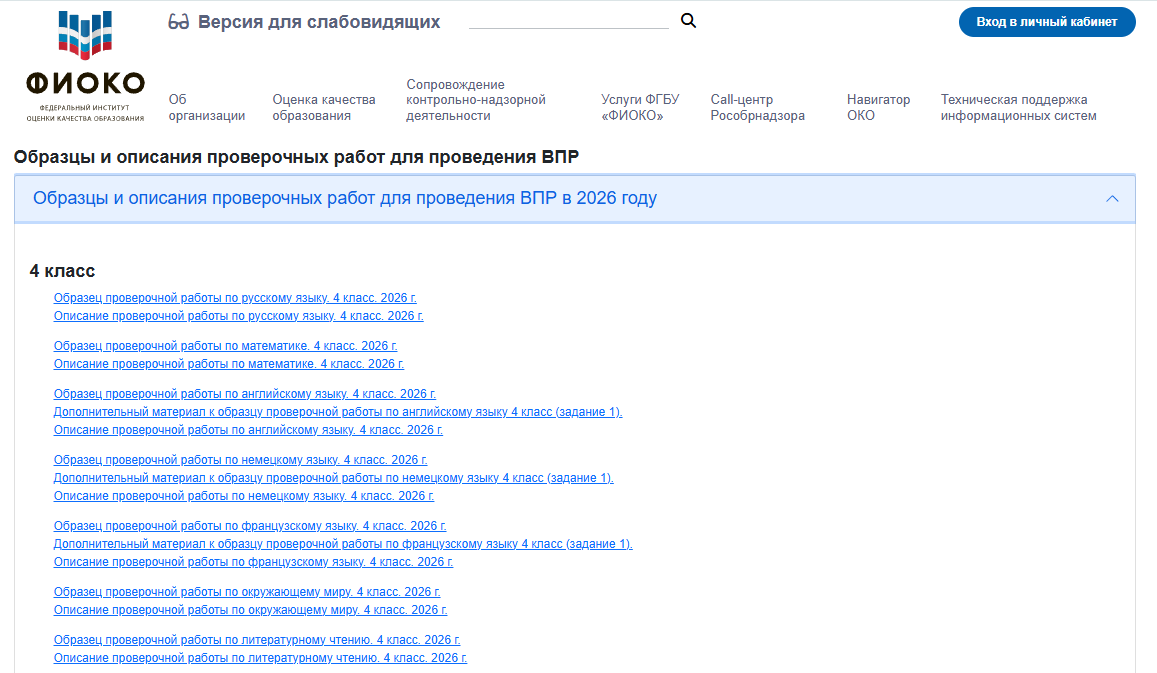 Версия для слабовидящих
Вход в личный кабинет
ФИОКО
ФЕДЕРАЛЬНЫЙ ИНСТИТУТ
ОЦЕНКИ КАЧЕСТВА ОБРАЗОВАНИЯ
Об
организации
Оценка качества
образования
Сопровождение
контрольно-надзорной
деятельности
Услуги ФГБУ
«ФИОКО»
Call-центр
Рособрнадзора
Навигатор
ОКО
Техническая поддержка
информационных систем
Образцы и описания проверочных работ для проведения ВПР
Образцы и описания проверочных работ для проведения ВПР в 2026 году
4 класс
Образец проверочной работы по русскому языку. 4 класс. 2026 г.
Описание проверочной работы по русскому языку. 4 класс. 2026 г.
Образец проверочной работы по математике. 4 класс. 2026 г.
Описание проверочной работы по математике. 4 класс. 2026 г.
Образец проверочной работы по английскому языку. 4 класс. 2026 г.
Дополнительный материал к образцу проверочной работы по английскому языку 4 класс (задание 1).
Описание проверочной работы по английскому языку. 4 класс. 2026 г.
Образец проверочной работы по немецкому языку. 4 класс. 2026 г.
Дополнительный материал к образцу проверочной работы по немецкому языку 4 класс (задание 1).
Описание проверочной работы по немецкому языку. 4 класс. 2026 г.
Образец проверочной работы по французскому языку. 4 класс. 2026 г.
Дополнительный материал к образцу проверочной работы по французскому языку 4 класс (задание 1).
Описание проверочной работы по французскому языку. 4 класс. 2026 г.
Образец проверочной работы по окружающему миру. 4 класс. 2026 г.
Описание проверочной работы по окружающему миру. 4 класс. 2026 г.
Образец проверочной работы по литературному чтению. 4 класс. 2026 г.
Описание проверочной работы по литературному чтению. 4 класс. 2026 г.